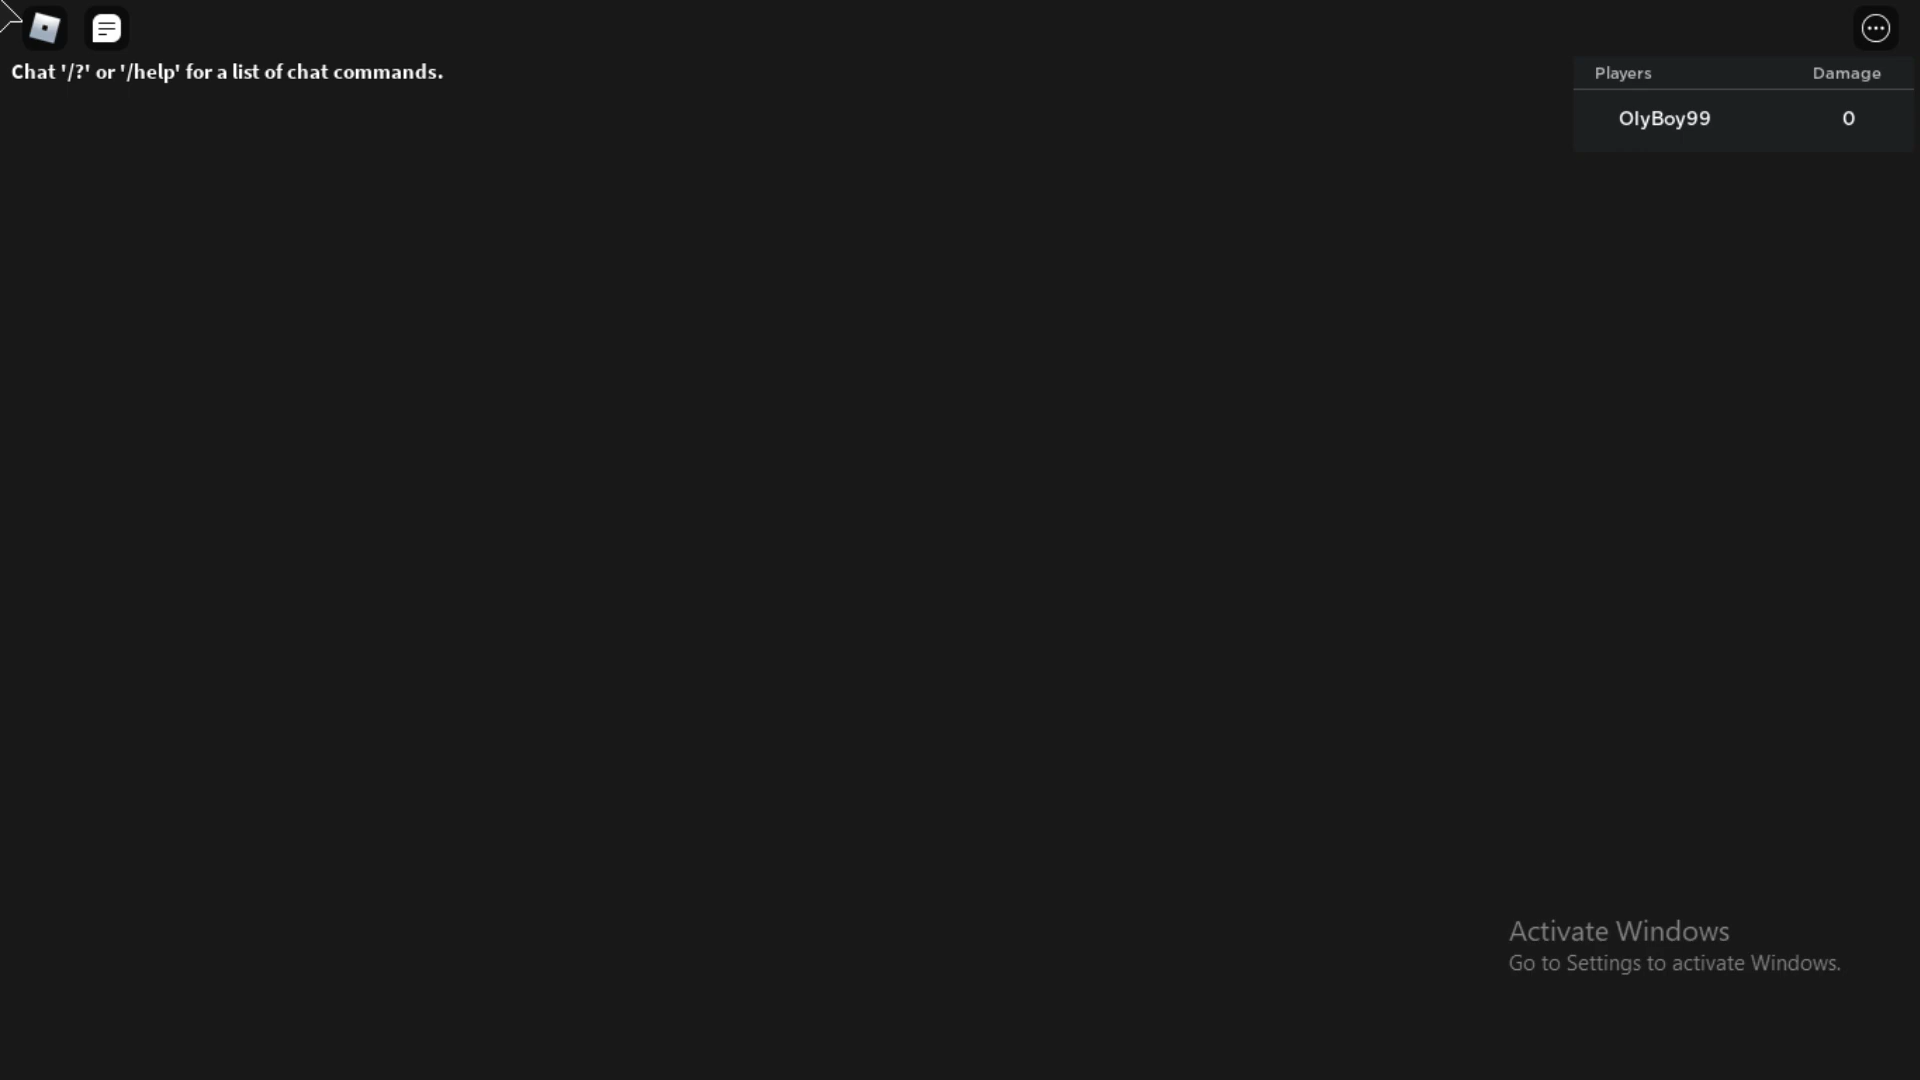 Chat '/?' or '/help' for a list of chat commands.
Players Damage
OlyBoy99 0
Activate Windows
Go to Settings to activate Windows.